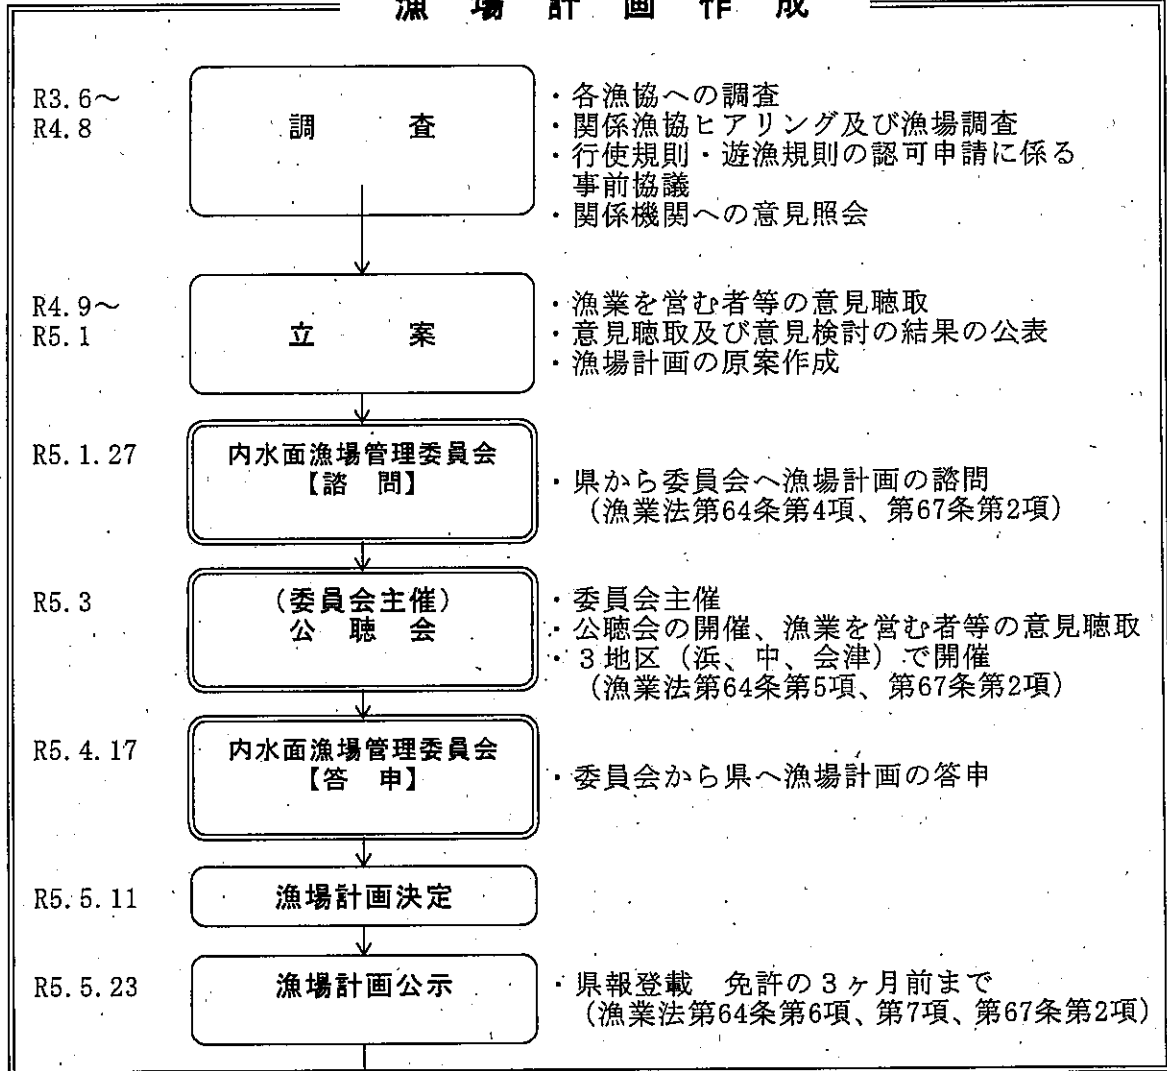 漁場計画作成
R3.6～
R4.8
調 査
・各漁協への調査
・関係漁協ヒアリング及び漁場調査
・行使規則・遊漁規則の認可申請に係る
事前協議
・関係機関への意見照会
R4.9～
R5.1
立 案
・漁業を営む者等の意見聴取
・意見聴取及び意見検討の結果の公表
・漁場計画の原案作成
R5.1.27
内水面漁場管理委員会
【諮 問】
・県から委員会へ漁場計画の諮問
（漁業法第64条第4項、第67条第2項）
R5.3
（委員会主催）
公 聴 会
・委員会主催
・公聴会の開催、漁業を営む者等の意見聴取
・３地区（浜、中、会津）で開催
（漁業法第64条第5項、第67条第2項）
R5.4.17
内水面漁場管理委員会
【答 申】
・委員会から県へ漁場計画の答申
R5.5.11
漁場計画決定
R5.5.23
漁場計画公示
・県報登載 免許の３ヶ月前まで
（漁業法第64条第6項、第7項、第67条第2項）